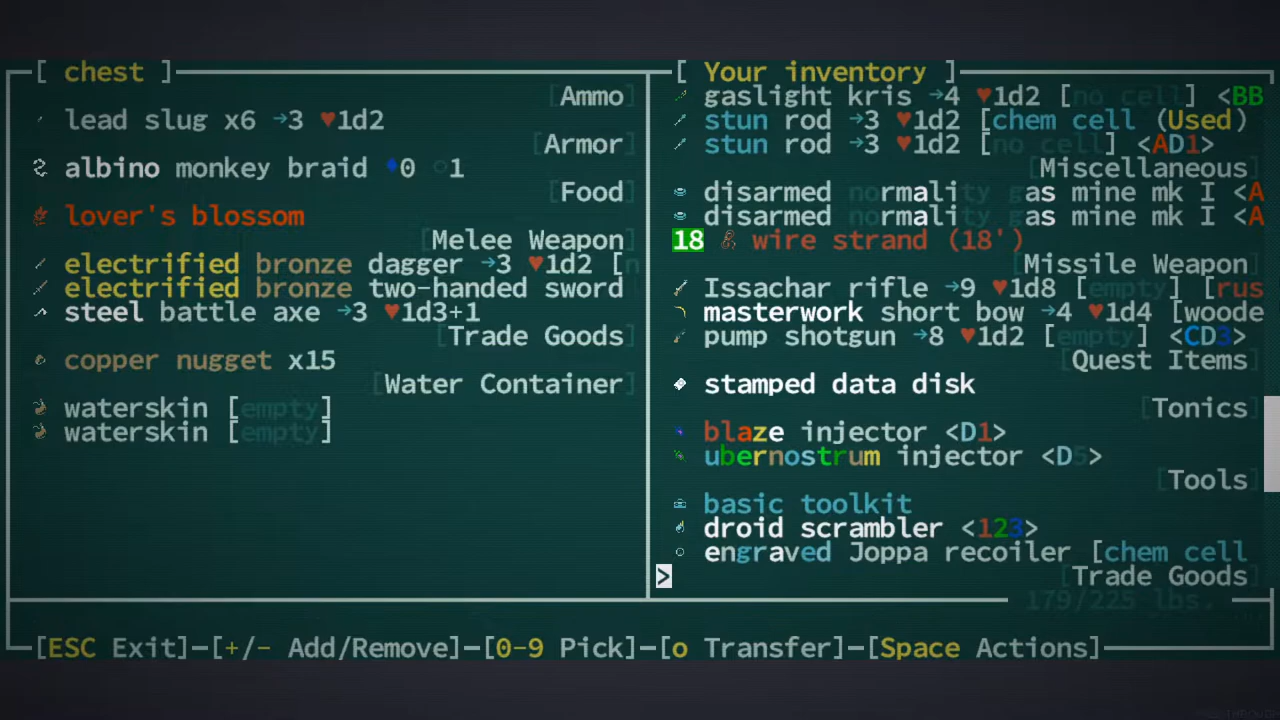 [ chest ]
[Ammo]
lead slug x6 →3 ♥1d2
[Armor]
albino monkey braid ♦0 ○1
[Food]
lover's blossom
[Melee Weapon]
electrified bronze dagger →3 ♥1d2 [n
electrified bronze two-handed sword
steel battle axe →3 ♥1d3+1
[Trade Goods]
copper nugget x15
[Water Container]
waterskin [empty]
waterskin [empty]
[ Your inventory ]
gaslight kris →4 ♥1d2 [no cell] <BB
stun rod →3 ♥1d2 [chem cell (Used)
stun rod →3 ♥1d2 [no cell] <AD1>
[Miscellaneous]
disarmed normality gas mine mk I <A
disarmed normality gas mine mk I <A
18 wire strand (18')
[Missile Weapon]
Issachar rifle →9 ♥1d8 [empty] [rus
masterwork short bow →4 ♥1d4 [woode
pump shotgun →8 ♥1d2 [empty] <CD3>
[Quest Items]
stamped data disk
[Tonics]
blaze injector <D1>
ubernostrum injector <D5>
[Tools]
basic toolkit
droid scrambler <123>
engraved Joppa recoiler [chem cell
> [Trade Goods]
179/225 lbs.
[ESC Exit]-[+/- Add/Remove]-[0-9 Pick]-[o Transfer]-[Space Actions]